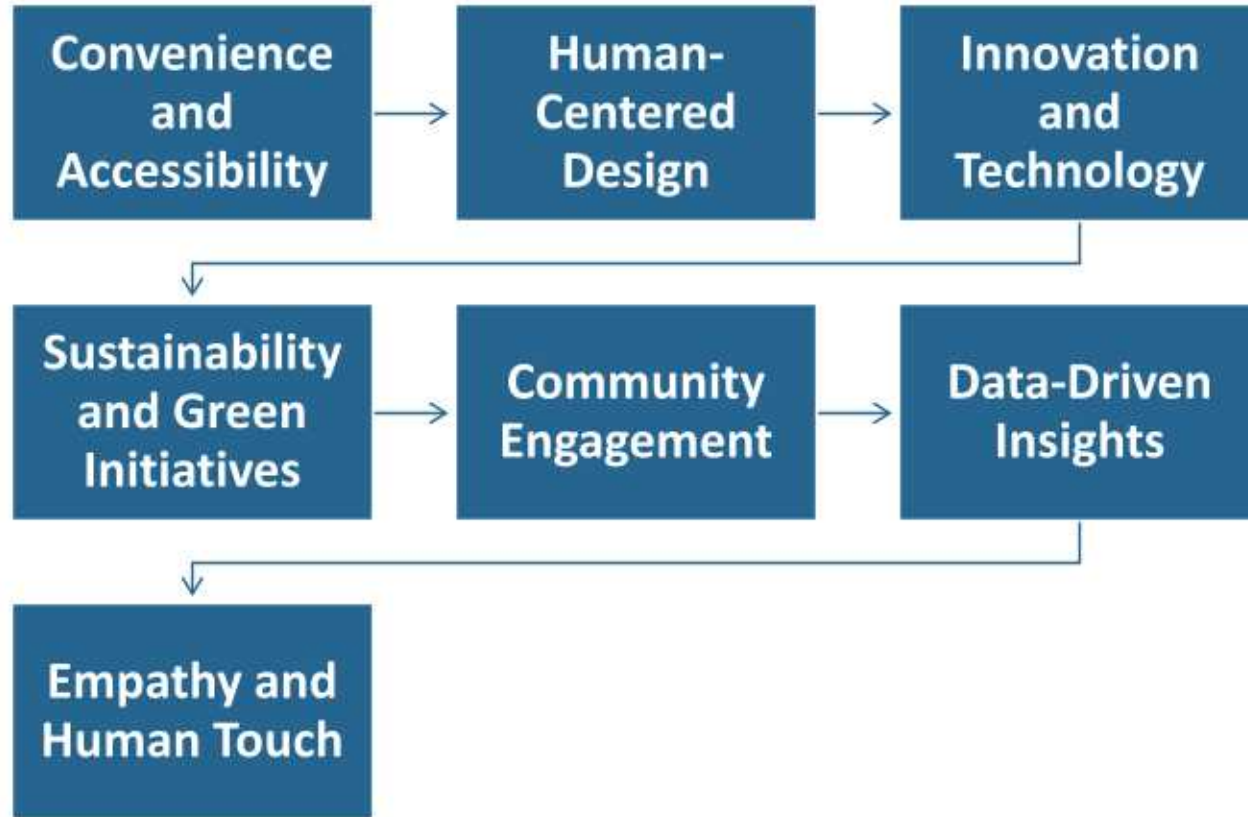 Convenience
and
Accessibility
Human-
Centered
Design
Innovation
and
Technology
Sustainability
and Green
Initiatives
Community
Engagement
Data-Driven
Insights
Empathy and
Human Touch